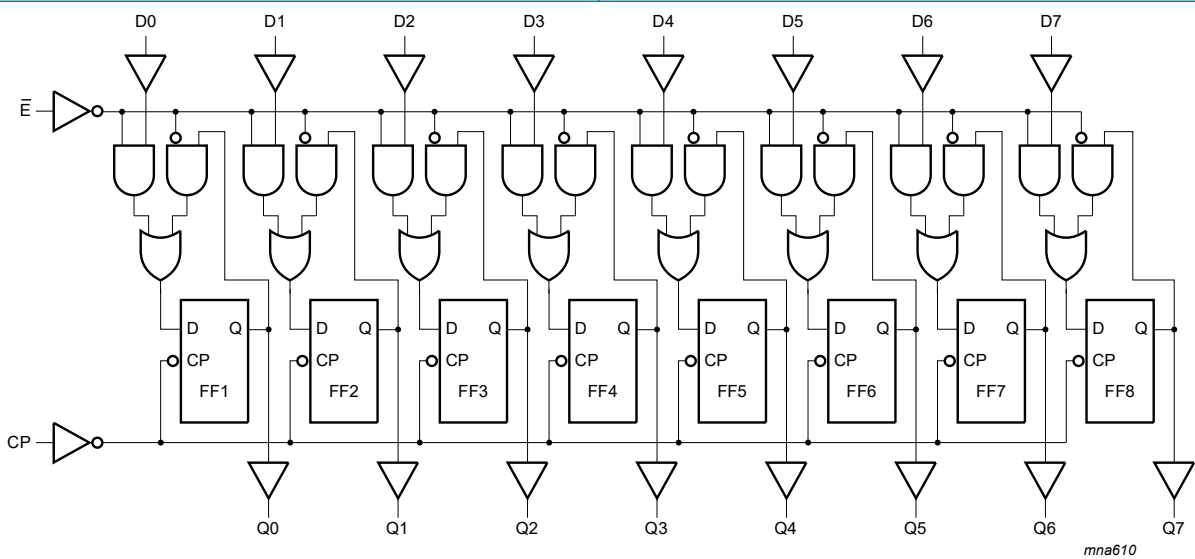 D0 D1 D2 D3 D4 D5 D6 D7
E̅
D Q D Q D Q D Q D Q D Q D Q D Q
CP CP CP CP CP CP CP CP
FF1 FF2 FF3 FF4 FF5 FF6 FF7 FF8
CP
Q0 Q1 Q2 Q3 Q4 Q5 Q6 Q7
mna610